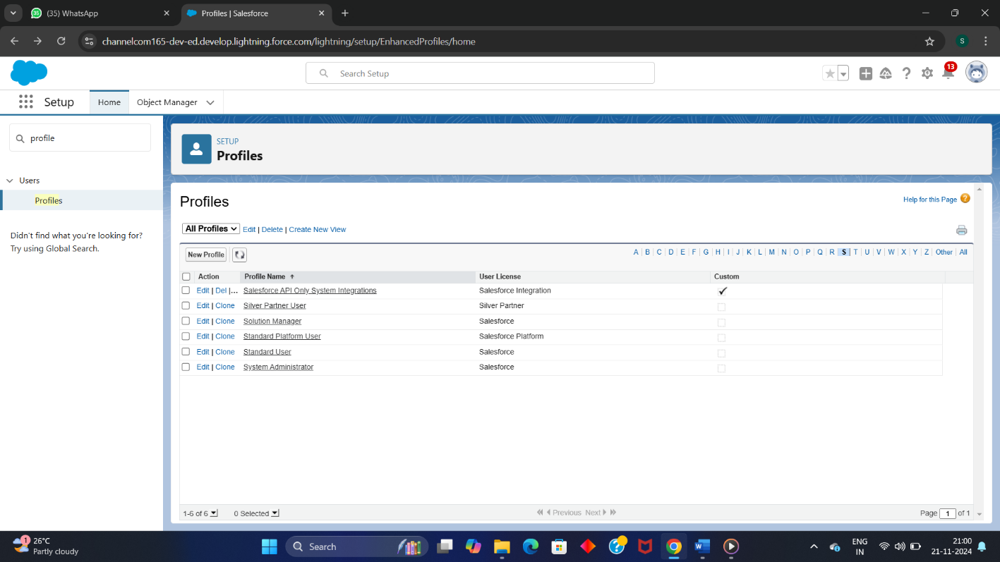 (35) WhatsApp
Profiles | Salesforce
channelcom165-dev-ed.develop.lightning.force.com/lightning/setup/EnhancedProfiles/home
S
Search Setup
13
Setup
Home
Object Manager
profile
Users
Profiles
Didn't find what you're looking for?
Try using Global Search.
SETUP
Profiles
Profiles
Help for this Page ?
All Profiles Edit | Delete | Create New View
New Profile
A | B | C | D | E | F | G | H | I | J | K | L | M | N | O | P | Q | R | S | T | U | V | W | X | Y | Z | Other | All
Action Profile Name User License Custom
Edit | Del |... Salesforce API Only System Integrations Salesforce Integration
Edit | Clone Silver Partner User Silver Partner
Edit | Clone Solution Manager Salesforce
Edit | Clone Standard Platform User Salesforce Platform
Edit | Clone Standard User Salesforce
Edit | Clone System Administrator Salesforce
1-6 of 6 0 Selected Previous Next Page 1 of 1
1
26°C
Partly cloudy
Search
ENG
IN
21:00
21-11-2024